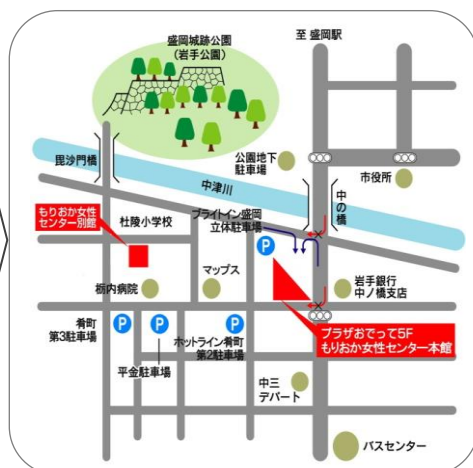 盛岡城跡公園
（岩手公園）
至 盛岡駅
毘沙門橋
公園地下
駐車場
市役所
中津川
中の橋
もりおか女性
センター別館
杜陵小学校
ブライトイン盛岡
立体駐車場
P
栃内病院
マップス
岩手銀行
中ノ橋支店
肴町
第3駐車場
P
P
平金駐車場
P
ホットライン肴町
第2駐車場
プラザおでって5F
もりおか女性センター本館
中三
デパート
バスセンター